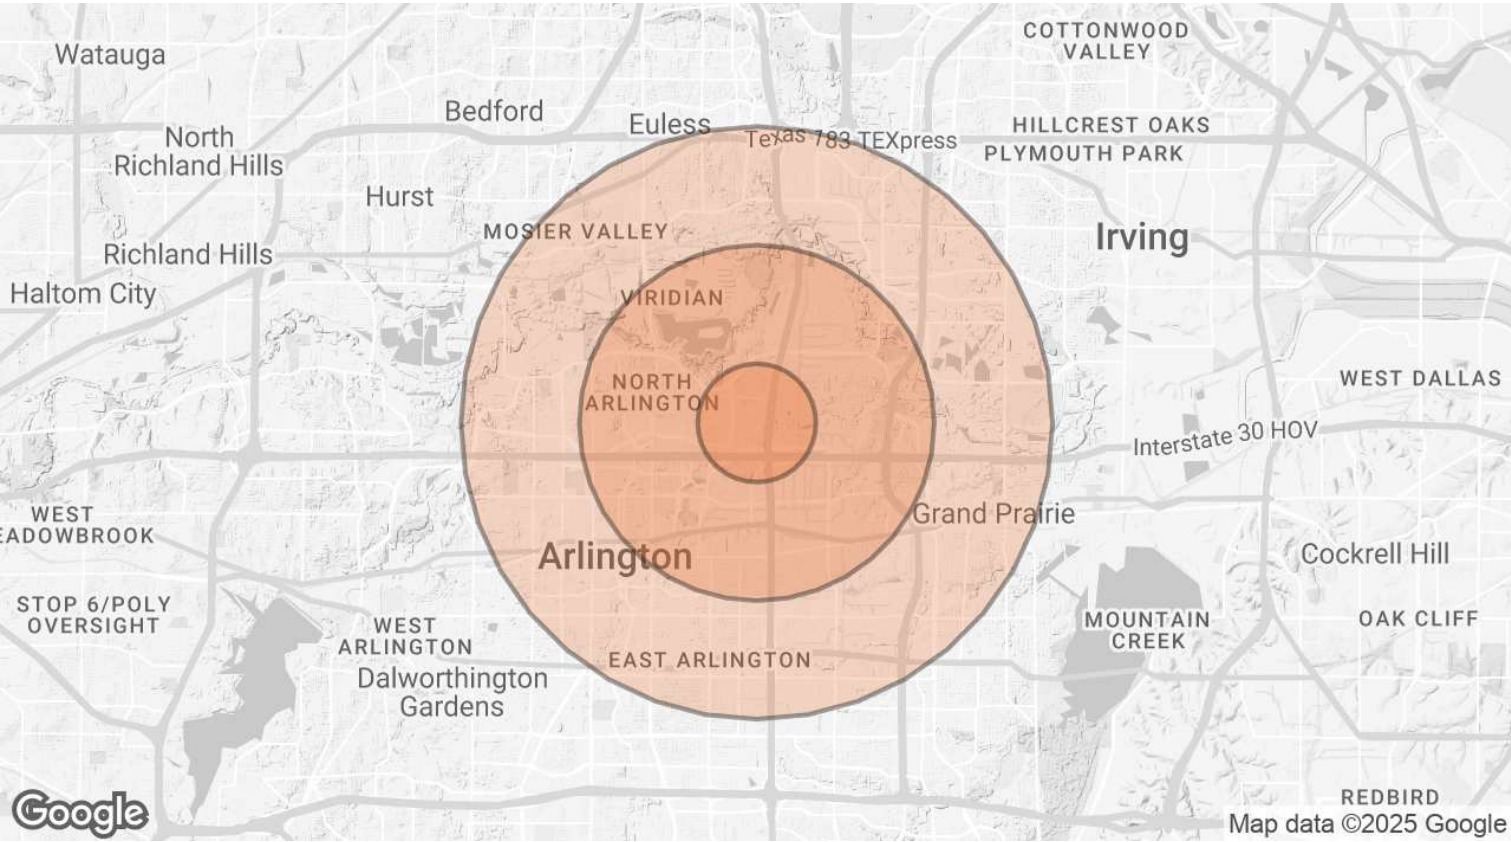 COTTONWOOD
VALLEY
Watauga
Bedford
Euless
HILLCREST OAKS
North
Richland Hills
Texas 783 TEXpress
PLYMOUTH PARK
Hurst
MOSIER VALLEY
Irving
Richland Hills
Haltom City
VIRIDIAN
NORTH
ARLINGTON
WEST DALLAS
Interstate 30 HOV
WEST
EADOWBROOK
Grand Prairie
Arlington
Cockrell Hill
STOP 6/POLY
OVERSIGHT
WEST
ARLINGTON
MOUNTAIN
CREEK
OAK CLIFF
EAST ARLINGTON
Dalworthington
Gardens
REDBIRD
Google
Map data ©2025 Google